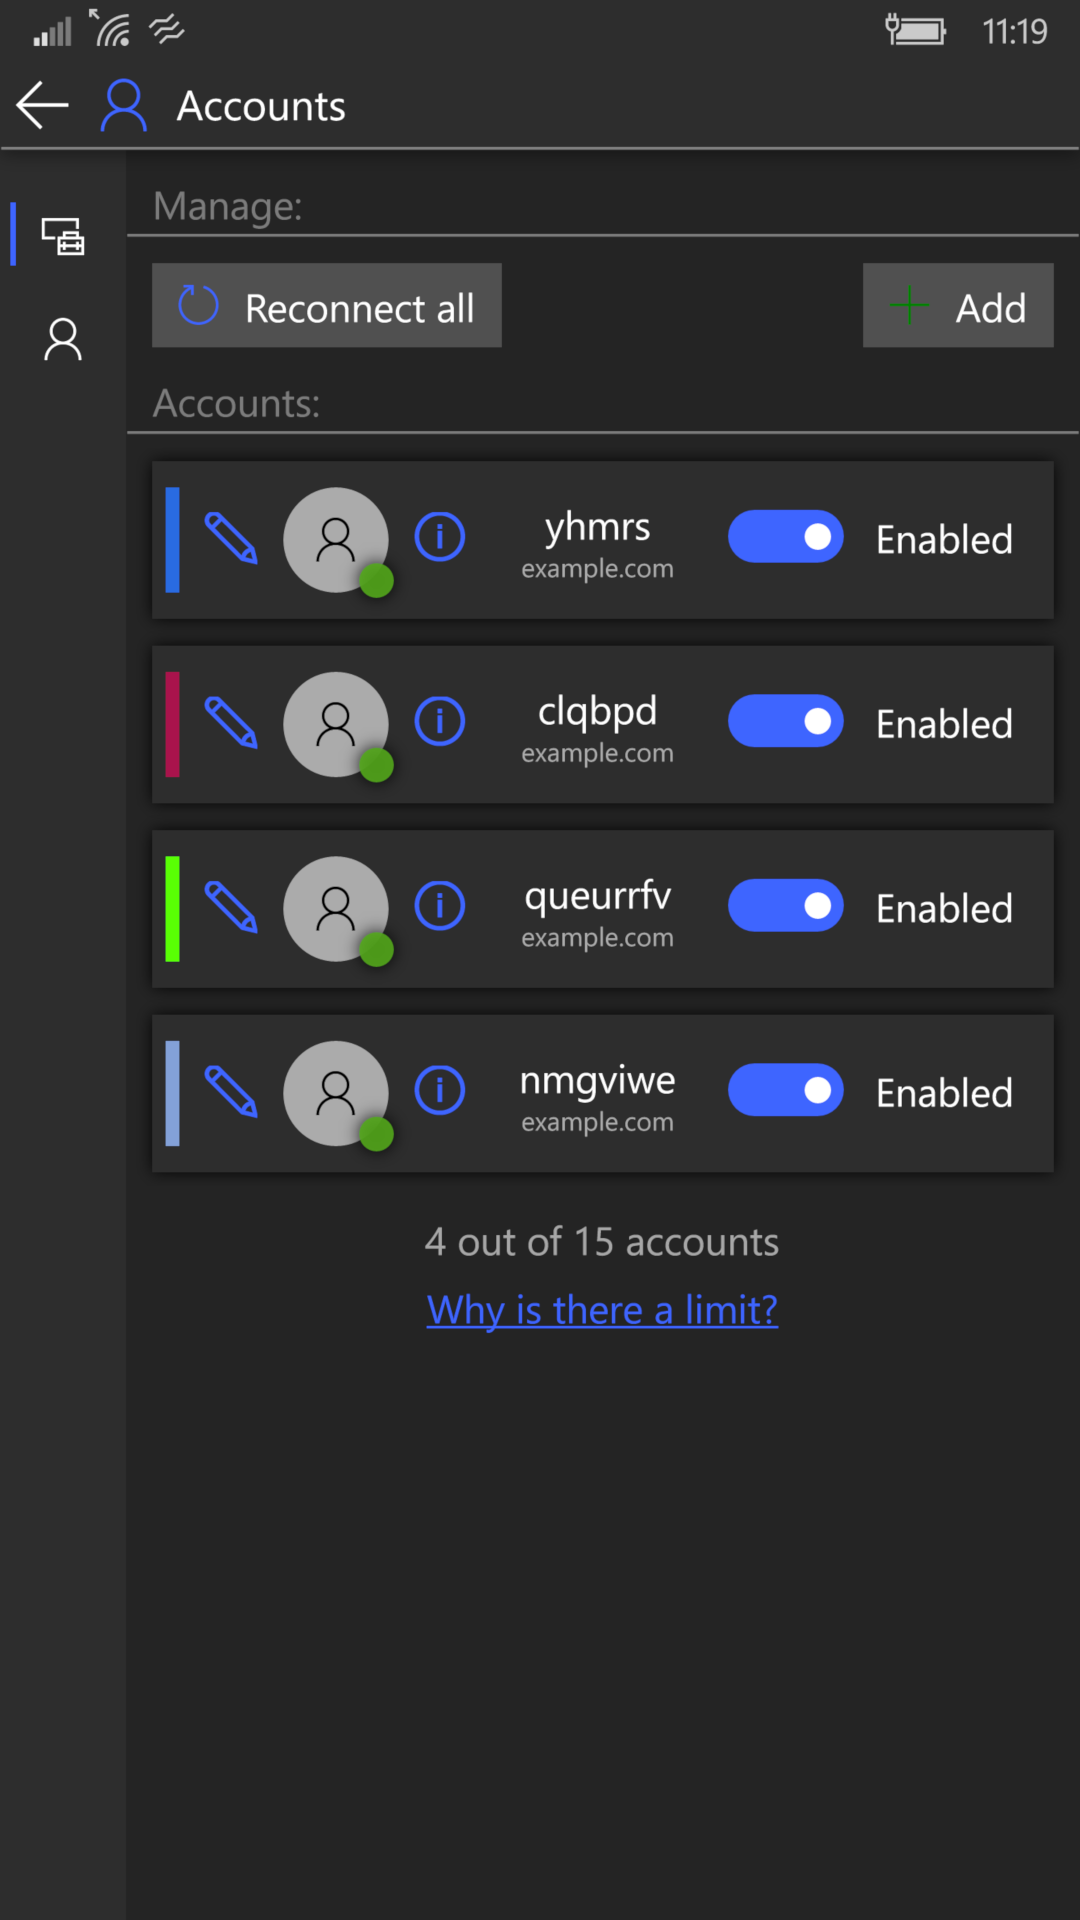 11:19
Accounts
Manage:
Reconnect all
Add
Accounts:
yhmrs
example.com
Enabled
clqbpd
example.com
Enabled
queurrfv
example.com
Enabled
nmgviwe
example.com
Enabled
4 out of 15 accounts
Why is there a limit?